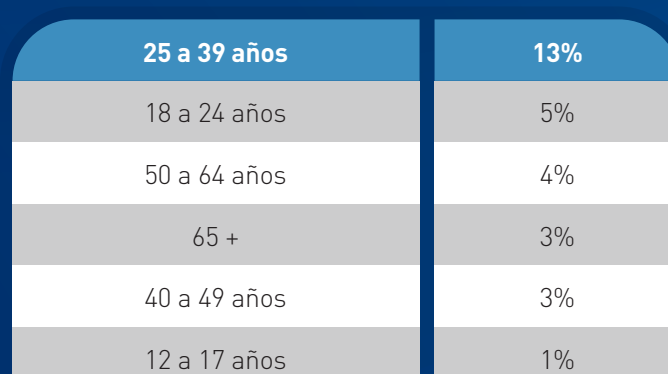 25 a 39 años 13%
18 a 24 años 5%
50 a 64 años 4%
65 + 3%
40 a 49 años 3%
12 a 17 años 1%